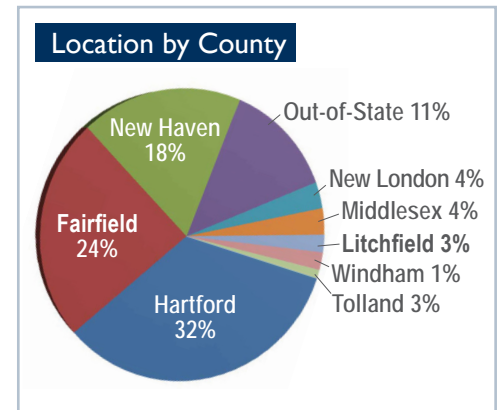 Location by County
Out-of-State 11%
New Haven
18%
New London 4%
Middlesex 4%
Fairfield
24%
Litchfield 3%
Windham 1%
Tolland 3%
Hartford
32%